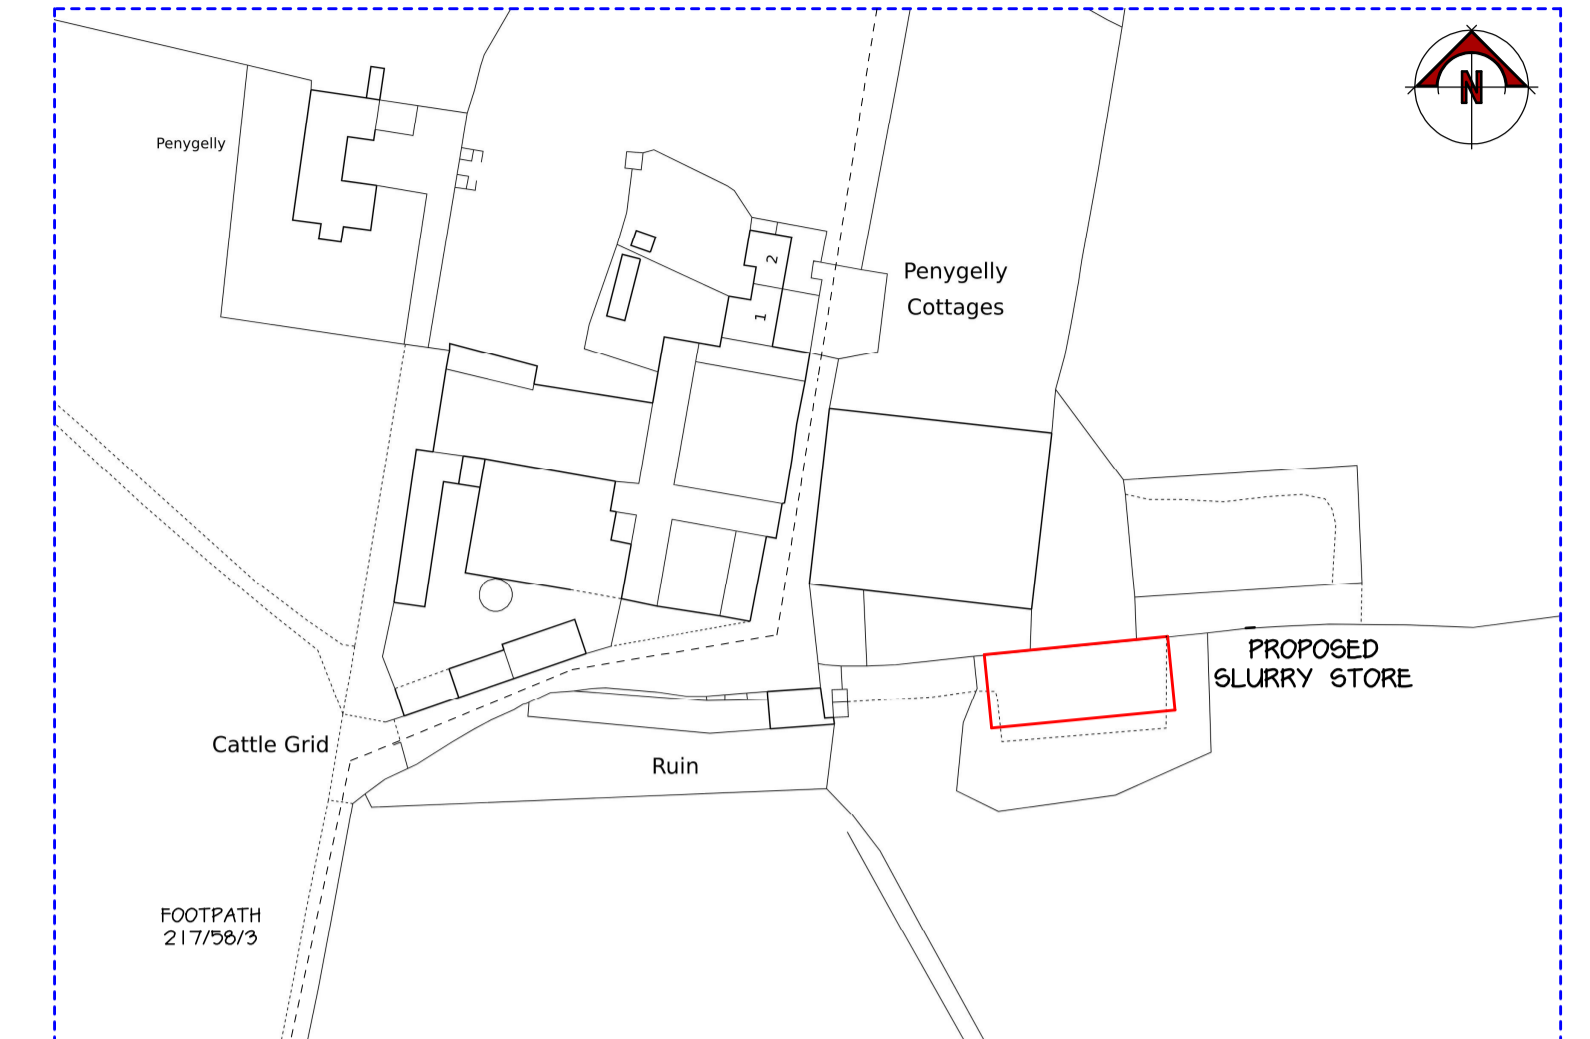 N
Penygelly
2
1
Penygelly
Cottages
PROPOSED
SLURRY STORE
Cattle Grid
Ruin
FOOTPATH
217/58/3